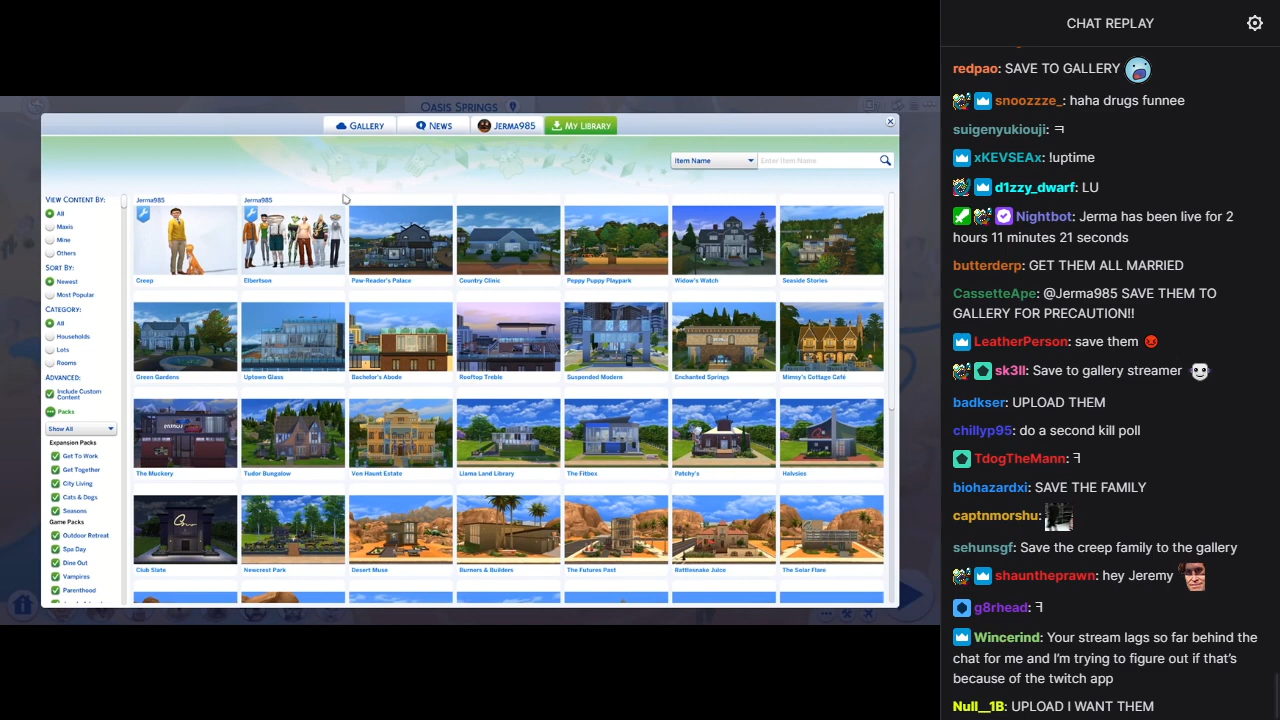 OASIS SPRINGS
GALLERY
NEWS
JERMA985
MY LIBRARY
Item Name
Enter Item Name
VIEW CONTENT BY:
All
Maxis
Mine
Others
SORT BY:
Newest
Most Popular
CATEGORY:
All
Households
Lots
Rooms
ADVANCED:
Include Custom
Content
Packs
Show All
Expansion Packs
Get To Work
Get Together
City Living
Cats & Dogs
Seasons
Game Packs
Outdoor Retreat
Spa Day
Dine Out
Vampires
Parenthood
Jerma985
Jerma985
Creep
Elbertson
Paw-Reader's Palace
Country Clinic
Peppy Puppy Playpark
Widow's Watch
Seaside Stories
Green Gardens
Uptown Glass
Bachelor's Abode
Rooftop Treble
Suspended Modern
Enchanted Springs
Mimsy's Cottage Café
The Muckery
Tudor Bungalow
Von Haunt Estate
Llama Land Library
The Fitbox
Patchy's
Halvsies
Club Slate
Newcrest Park
Desert Muse
Burners & Builders
The Futures Past
Rattlesnake Juice
The Solar Flare
CHAT REPLAY
redpao: SAVE TO GALLERY
snoozzze_: haha drugs funnee
suigenyukiouji: ㅋ
xKEVSEAx: !uptime
d1zzy_dwarf: LU
Nightbot: Jerma has been live for 2
hours 11 minutes 21 seconds
butterderp: GET THEM ALL MARRIED
CassetteApe: @Jerma985 SAVE THEM TO
GALLERY FOR PRECAUTION!!
LeatherPerson: save them
sk3ll: Save to gallery streamer
badkser: UPLOAD THEM
chillyp95: do a second kill poll
TdogTheMann: ㅋ
biohazardxi: SAVE THE FAMILY
captnmorshu:
sehunsgf: Save the creep family to the gallery
shauntheprawn: hey Jeremy
g8rhead: ㅋ
Wincerind: Your stream lags so far behind the
chat for me and I'm trying to figure out if that's
because of the twitch app
Null__1B: UPLOAD I WANT THEM